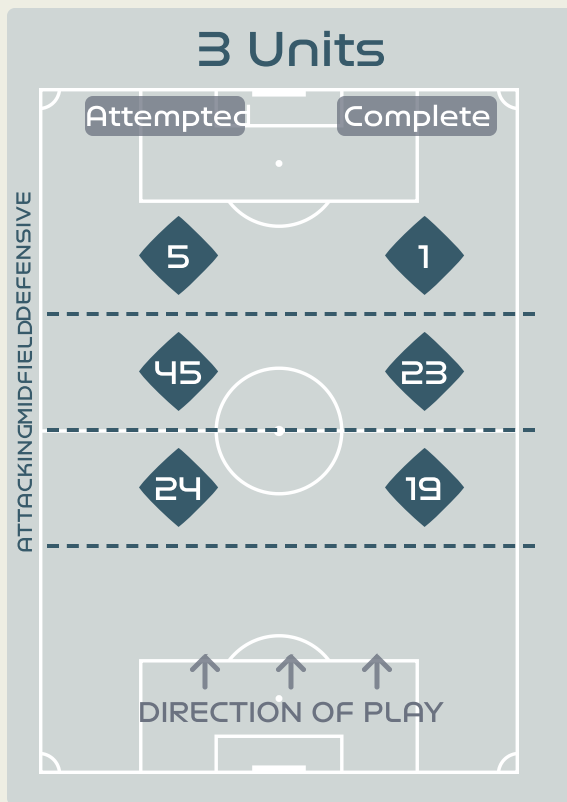 3 Units
Attempted Complete
5 1
45 23
24 19
ATTACKINGMIDFIELDDEFENSIVE
DIRECTION OF PLAY